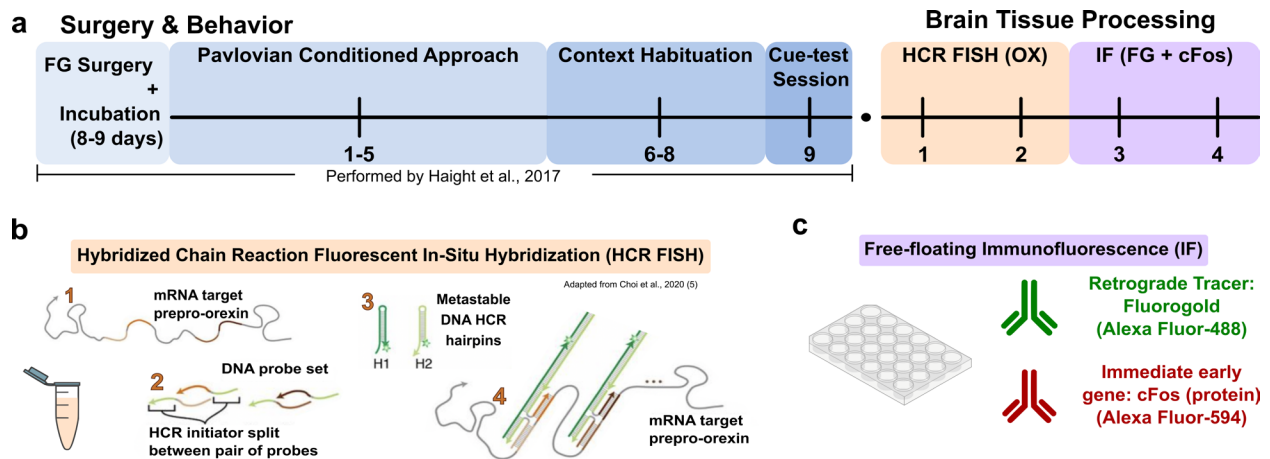 a
Surgery & Behavior
Brain Tissue Processing
FG Surgery
+
Incubation
(8-9 days)
Pavlovian Conditioned Approach
Context Habituation
Cue-test
Session
HCR FISH (OX)
IF (FG + cFos)
1-5
6-8
9
1
2
3
4
Performed by Haight et al., 2017
b
Hybridized Chain Reaction Fluorescent In-Situ Hybridization (HCR FISH)
Adapted from Choi et al., 2020 (5)
1
mRNA target
prepro-orexin
2
DNA probe set
HCR initiator split
between pair of probes
3
Metastable
DNA HCR
hairpins
H1
H2
4
...
mRNA target
prepro-orexin
c
Free-floating Immunofluorescence (IF)
Retrograde Tracer:
Fluorogold
(Alexa Fluor-488)
Immediate early
gene: cFos (protein)
(Alexa Fluor-594)